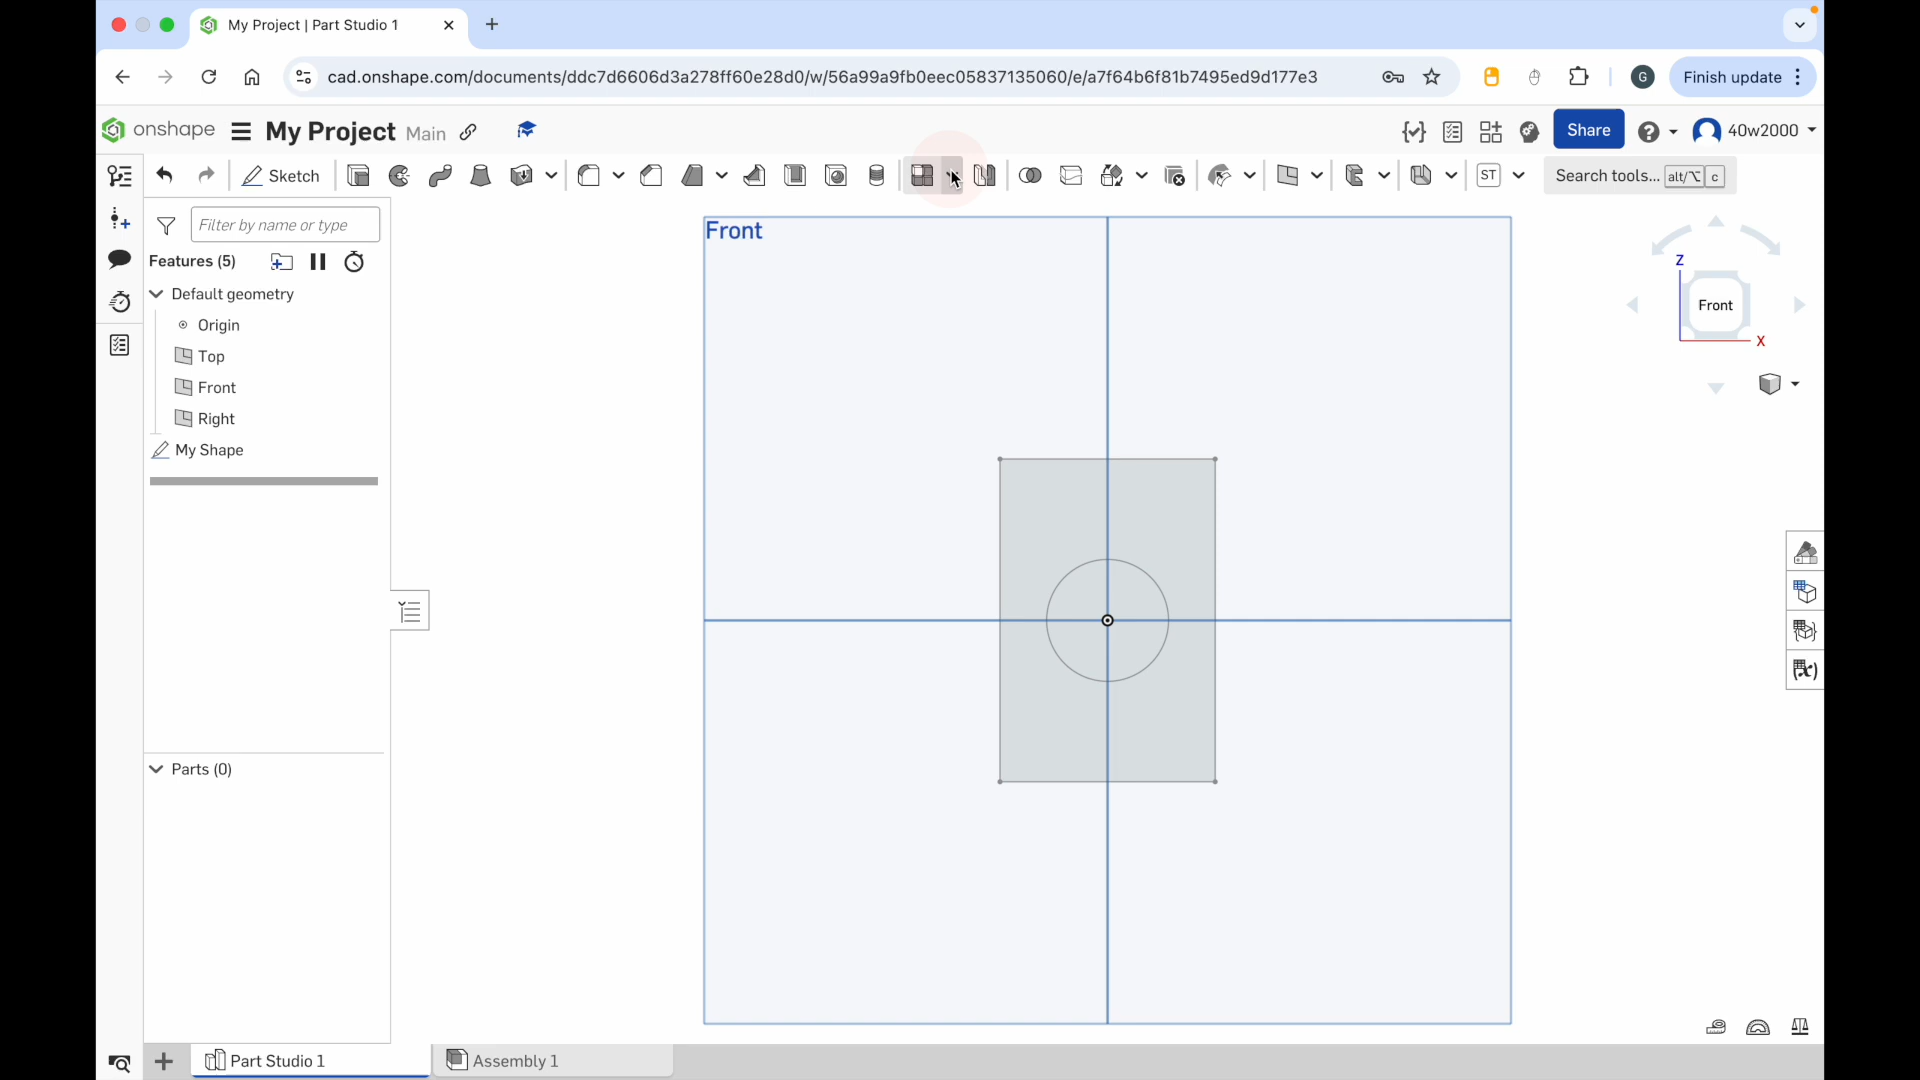 My Project | Part Studio 1
cad.onshape.com/documents/ddc7d6606d3a278ff60e28d0/w/56a99a9fb0eec05837135060/e/a7f64b6f81b7495ed9d177e3
G
Finish update
onshape
My Project Main
Share
40w2000
Sketch
ST
Search tools... alt/⌥ c
Filter by name or type
Features (5)
Default geometry
Origin
Top
Front
Right
My Shape
Parts (0)
Front
Z
Front
X
Part Studio 1
Assembly 1